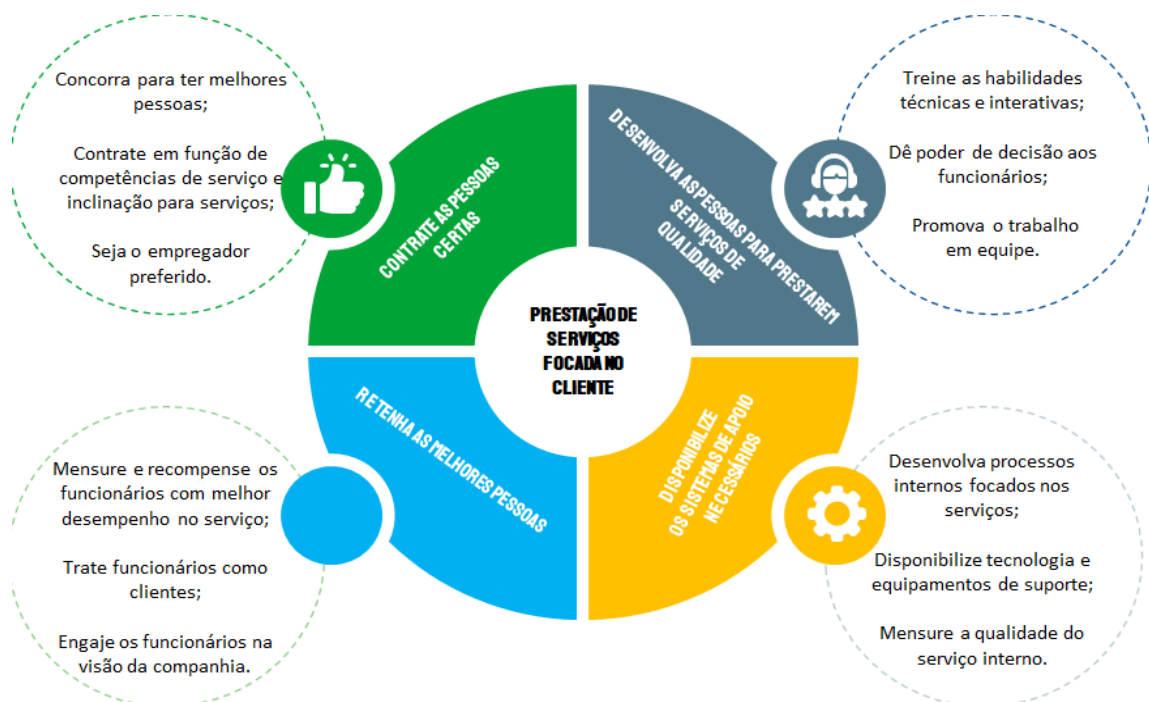 Concorra para ter melhores
pessoas;
Contrate em função de
competências de serviço e
inclinação para serviços;
Seja o empregador
preferido.
CONTRATE AS PESSOAS
CERTAS
DESENVOLVA AS PESSOAS PARA PRESTAREM
SERVIÇOS DE
QUALIDADE
Treine as habilidades
técnicas e interativas;
Dê poder de decisão aos
funcionários;
Promova o trabalho
em equipe.
PRESTAÇÃO DE
SERVIÇOS
FOCADA NO
CLIENTE
Mensure e recompense os
funcionários com melhor
desempenho no serviço;
Trate funcionários como
clientes;
Engaje os funcionários na
visão da companhia.
RETENHA AS MELHORES PESSOAS
DISPONIBILIZE
OS SISTEMAS DE APOIO
NECESSÁRIOS
Desenvolva processos
internos focados nos
serviços;
Disponibilize tecnologia e
equipamentos de suporte;
Mensure a qualidade do
serviço interno.